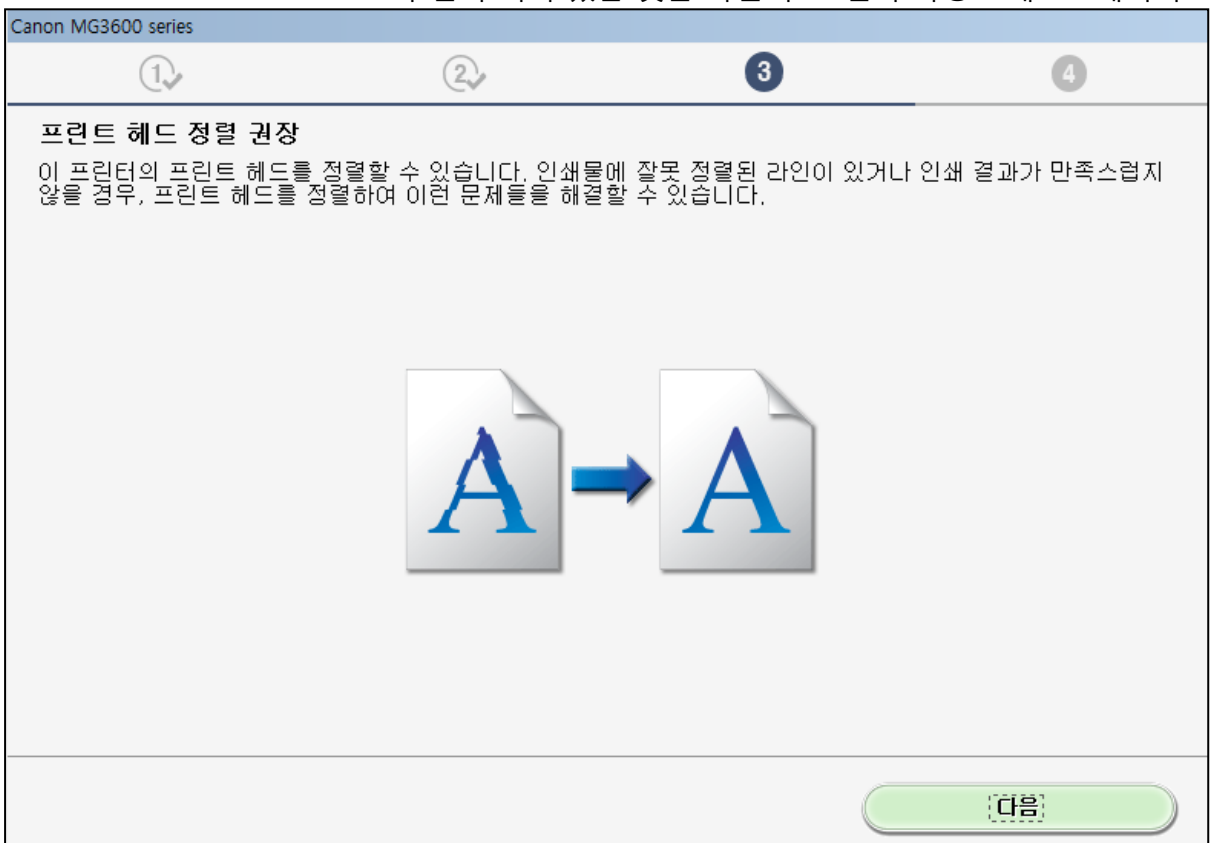 Canon MG3600 series
1
2
3
4
프린트 헤드 정렬 권장
이 프린터의 프린트 헤드를 정렬할 수 있습니다. 인쇄물에 잘못 정렬된 라인이 있거나 인쇄 결과가 만족스럽지
않을 경우, 프린트 헤드를 정렬하여 이런 문제들을 해결할 수 있습니다.
A
A
다음